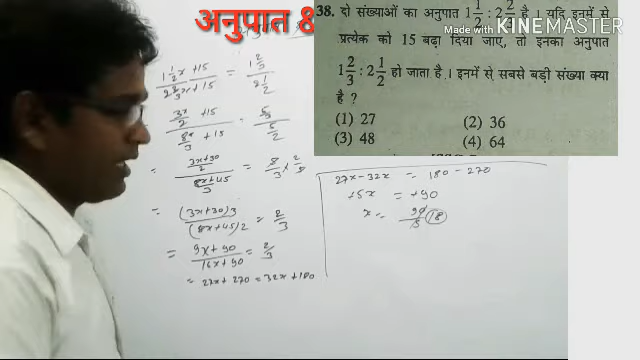 अनुपात &
38. दो संख्याओं का अनुपात 1 1/2 : 2 2/3 है । यदि इनमें से
प्रत्येक को 15 बढ़ा दिया जाए, तो इनका अनुपात
1 2/3 : 2 1/2 हो जाता है । इनमें से सबसे बड़ी संख्या क्या
है ?
(1) 27 (2) 36
(3) 48 (4) 64
Made with KINEMASTER
(3x+30)3 / (8x+45)2 = 2/3
= 9x+90 / 16x+90 = 2/3
= 27x+270 = 32x+180
27x-32x = 180-270
+5x = +90
x = 90/5 18